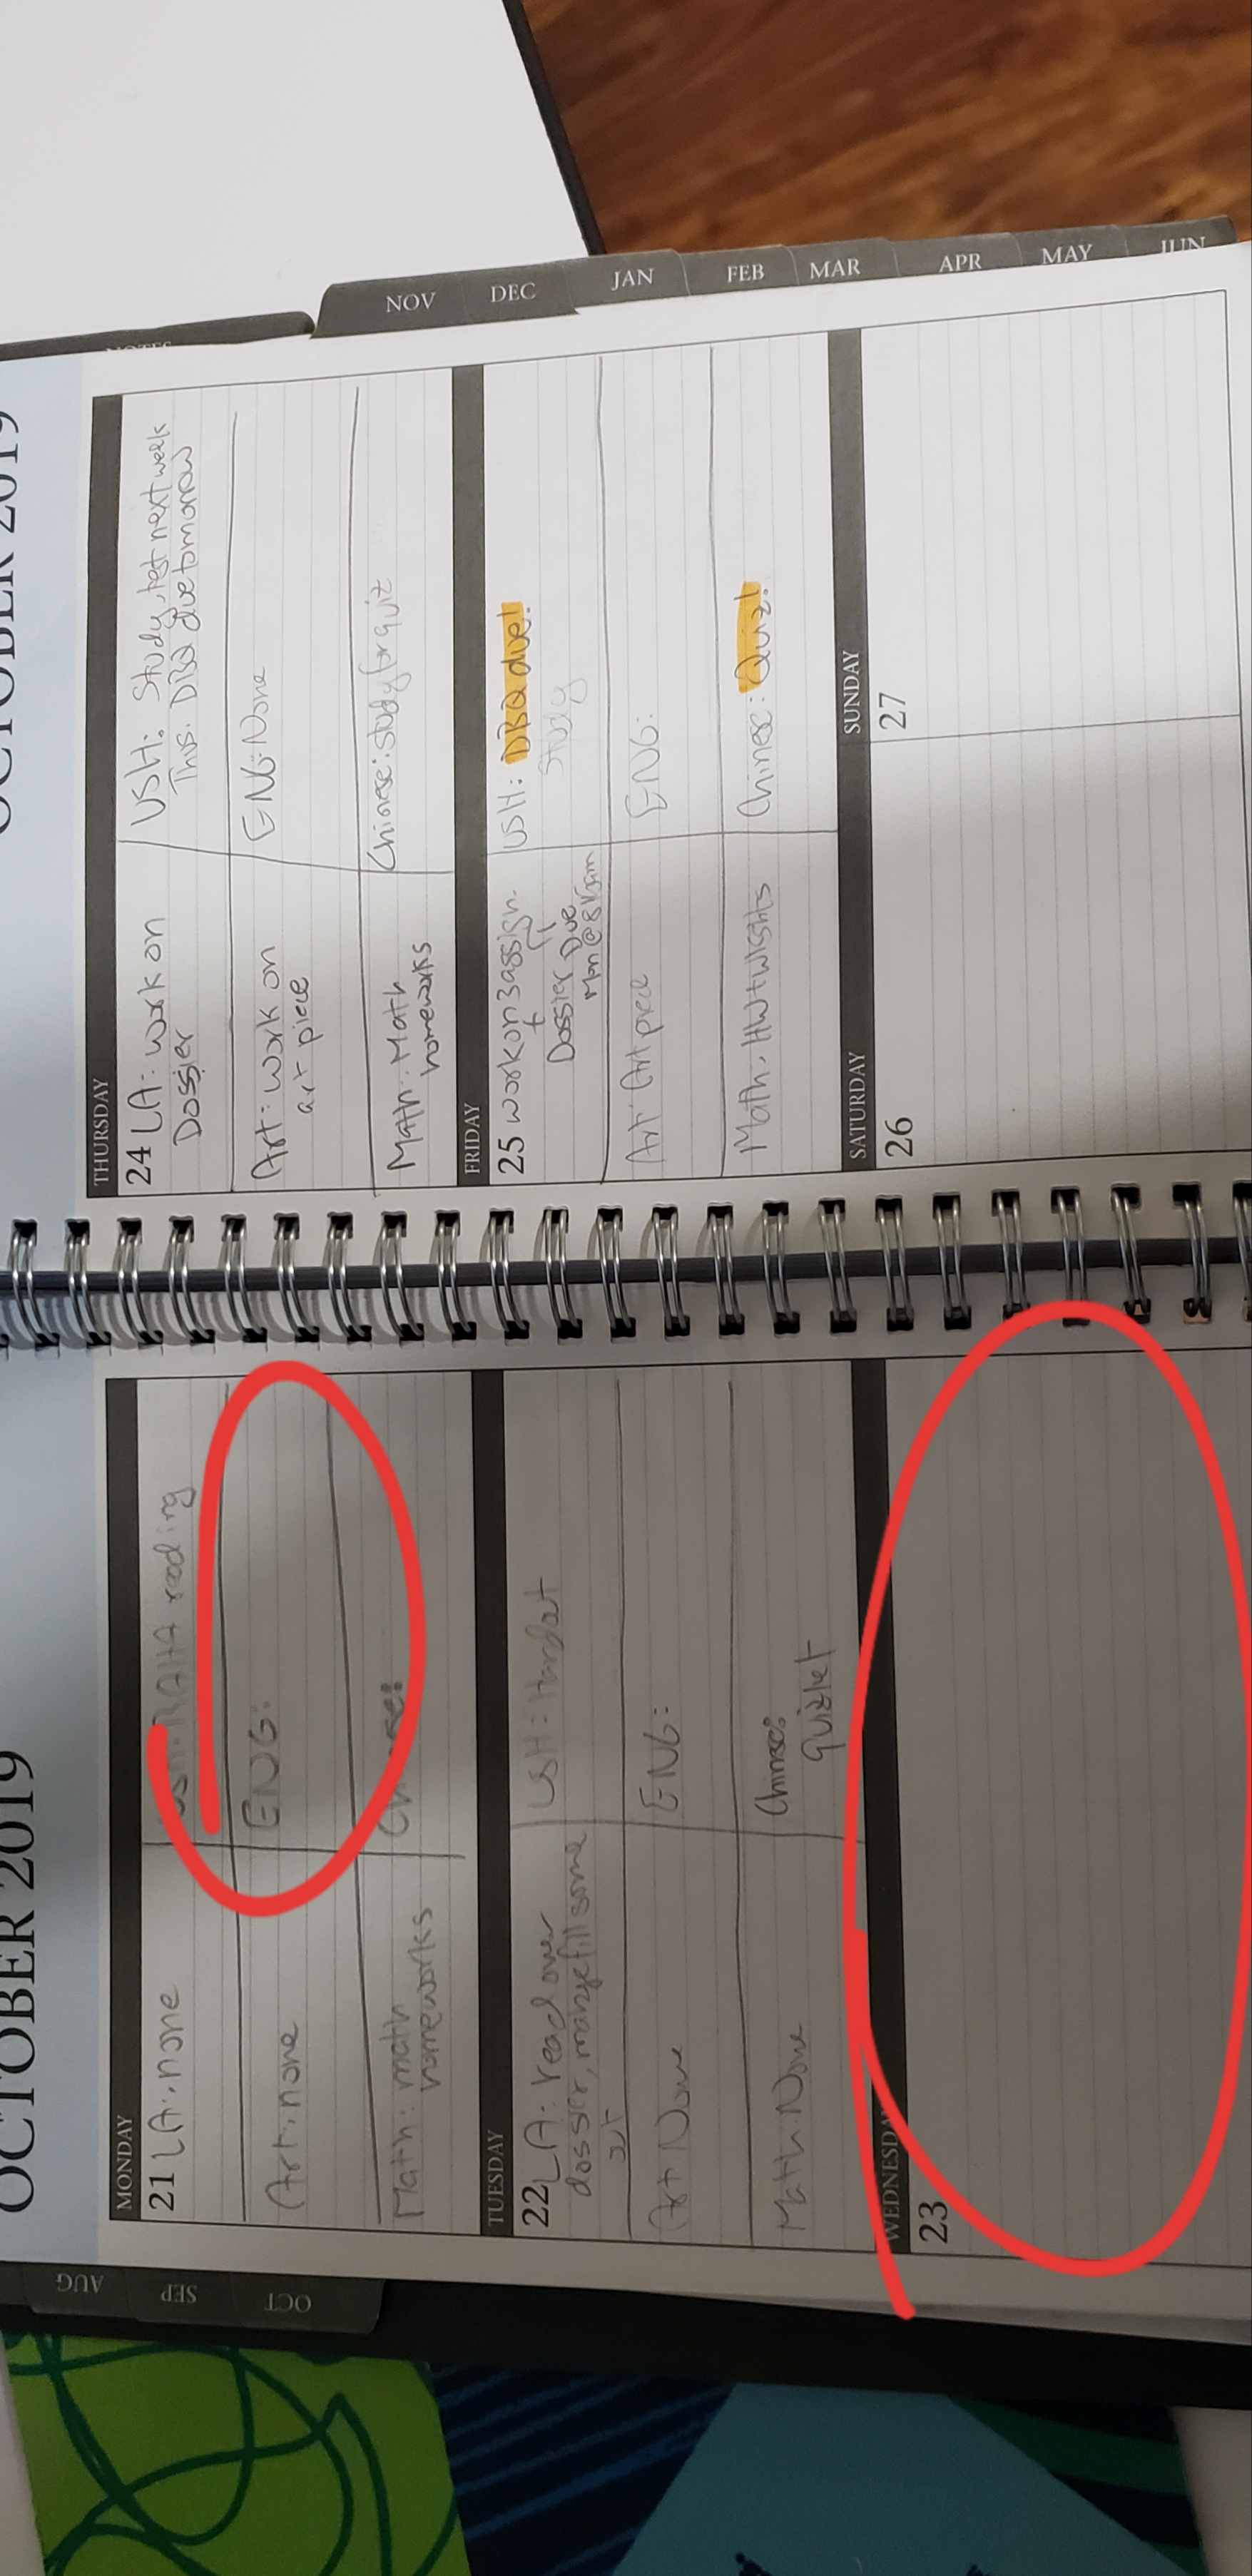 OCTOBER 2019
AUG
SEP
OCT
MONDAY
21 LA: none
USH: RAHA reading
Art: none
ENG:
Math: math
homeworks
Chinese:
TUESDAY
22 LA: read over
dossier, maybe fill some
out
USH: Handout
Art None
ENG:
Math: None
Chinese:
quizlet
WEDNESDAY
23
OCTOBER 2019
THURSDAY
24 LA: work on
Dossier
USH: Study, test next week
Thus. DBQ due tomorrow
Art: work on
art piece
ENG: None
Math: Math
homeworks
Chinese: study for quiz
FRIDAY
25 work on 3 assign.
+
Dossier Due
Mon @ 815am
USH: DBQ due!
Study
Art: Art piece
ENG:
Math: HW + wkshts
Chinese: Quiz!
SATURDAY
26
SUNDAY
27
NOV
DEC
JAN
FEB
MAR
APR
MAY
JUN